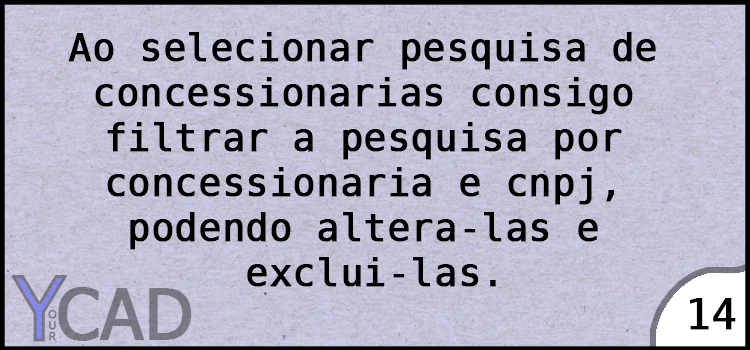 Ao selecionar pesquisa de
concessionarias consigo
filtrar a pesquisa por
concessionaria e cnpj,
podendo altera-las e
exclui-las.
YOUR CAD
14